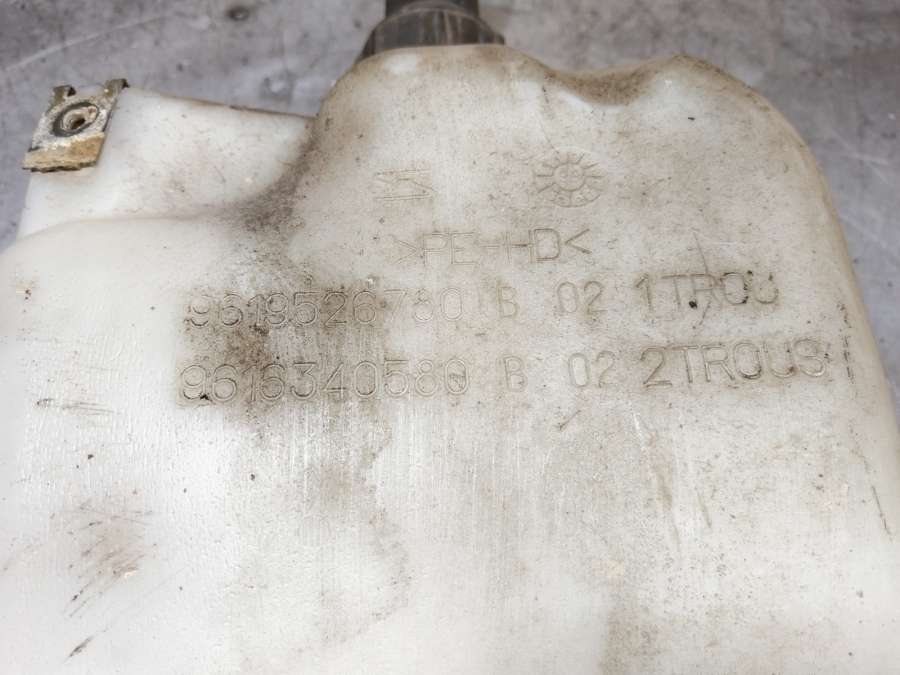 >PE-HD<
9619526780 B 02 1TROU
9616340580 B 02 2TROUS